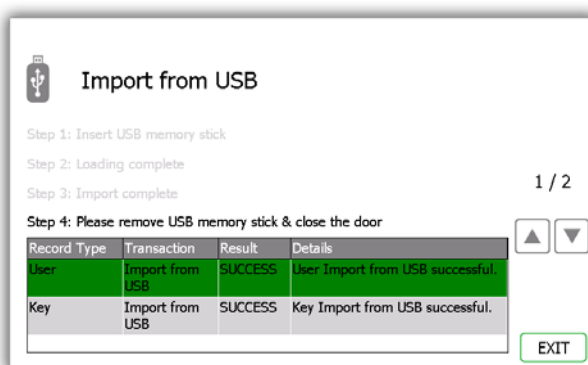 Import from USB
Step 1: Insert USB memory stick
Step 2: Loading complete
Step 3: Import complete
1 / 2
Step 4: Please remove USB memory stick & close the door
Record Type Transaction Result Details
User Import from USB SUCCESS User Import from USB successful.
Key Import from USB SUCCESS Key Import from USB successful.
EXIT